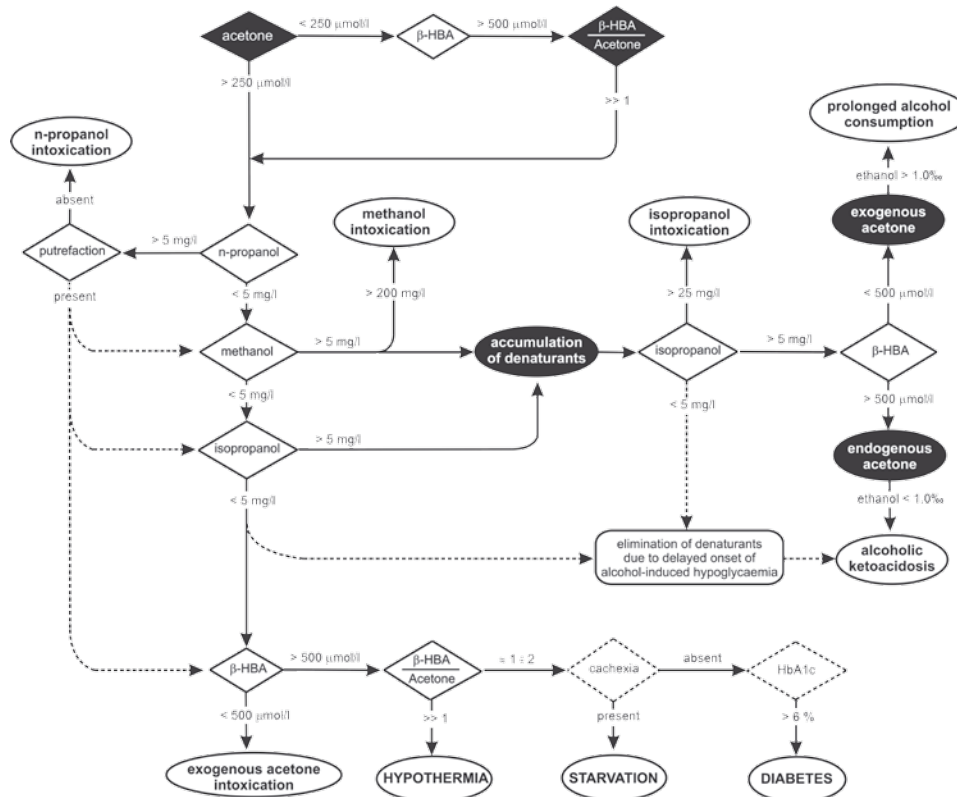 acetone
< 250 μmol/l
β-HBA
> 500 μmol/l
β-HBA
Acetone
> 250 μmol/l
>> 1
prolonged alcohol
consumption
n-propanol
intoxication
ethanol > 1.0‰
absent
methanol
intoxication
isopropanol
intoxication
exogenous
acetone
putrefaction
> 5 mg/l
n-propanol
present
< 5 mg/l
> 200 mg/l
> 25 mg/l
< 500 μmol/l
methanol
> 5 mg/l
accumulation
of denaturants
isopropanol
> 5 mg/l
β-HBA
< 5 mg/l
< 5 mg/l
> 500 μmol/l
isopropanol
> 5 mg/l
endogenous
acetone
< 5 mg/l
ethanol < 1.0‰
elimination of denaturants
due to delayed onset of
alcohol-induced hypoglycaemia
alcoholic
ketoacidosis
β-HBA
> 500 μmol/l
β-HBA
Acetone
= 1 ÷ 2
cachexia
absent
HbA1c
< 500 μmol/l
>> 1
present
> 6 %
exogenous acetone
intoxication
HYPOTHERMIA
STARVATION
DIABETES